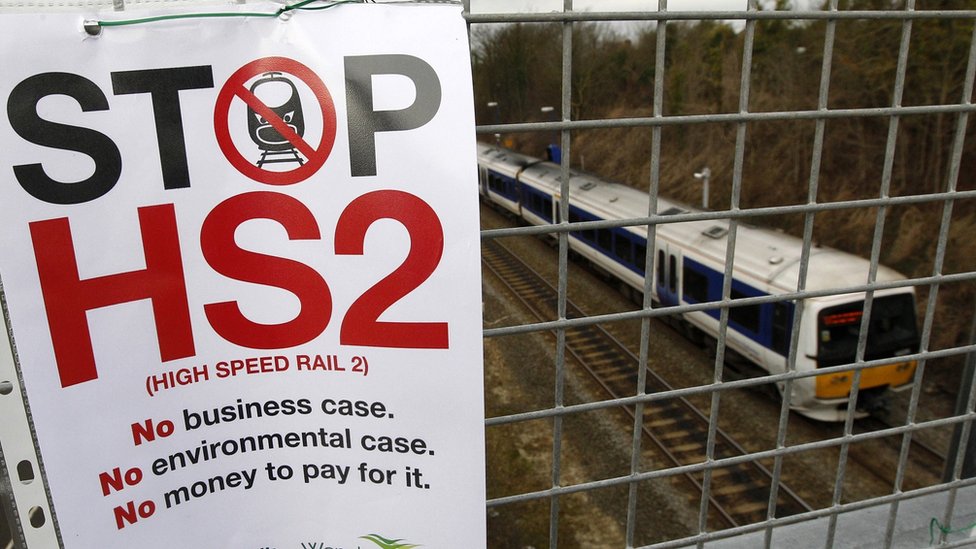 STOP
HS2
(HIGH SPEED RAIL 2)
No business case.
No environmental case.
No money to pay for it.